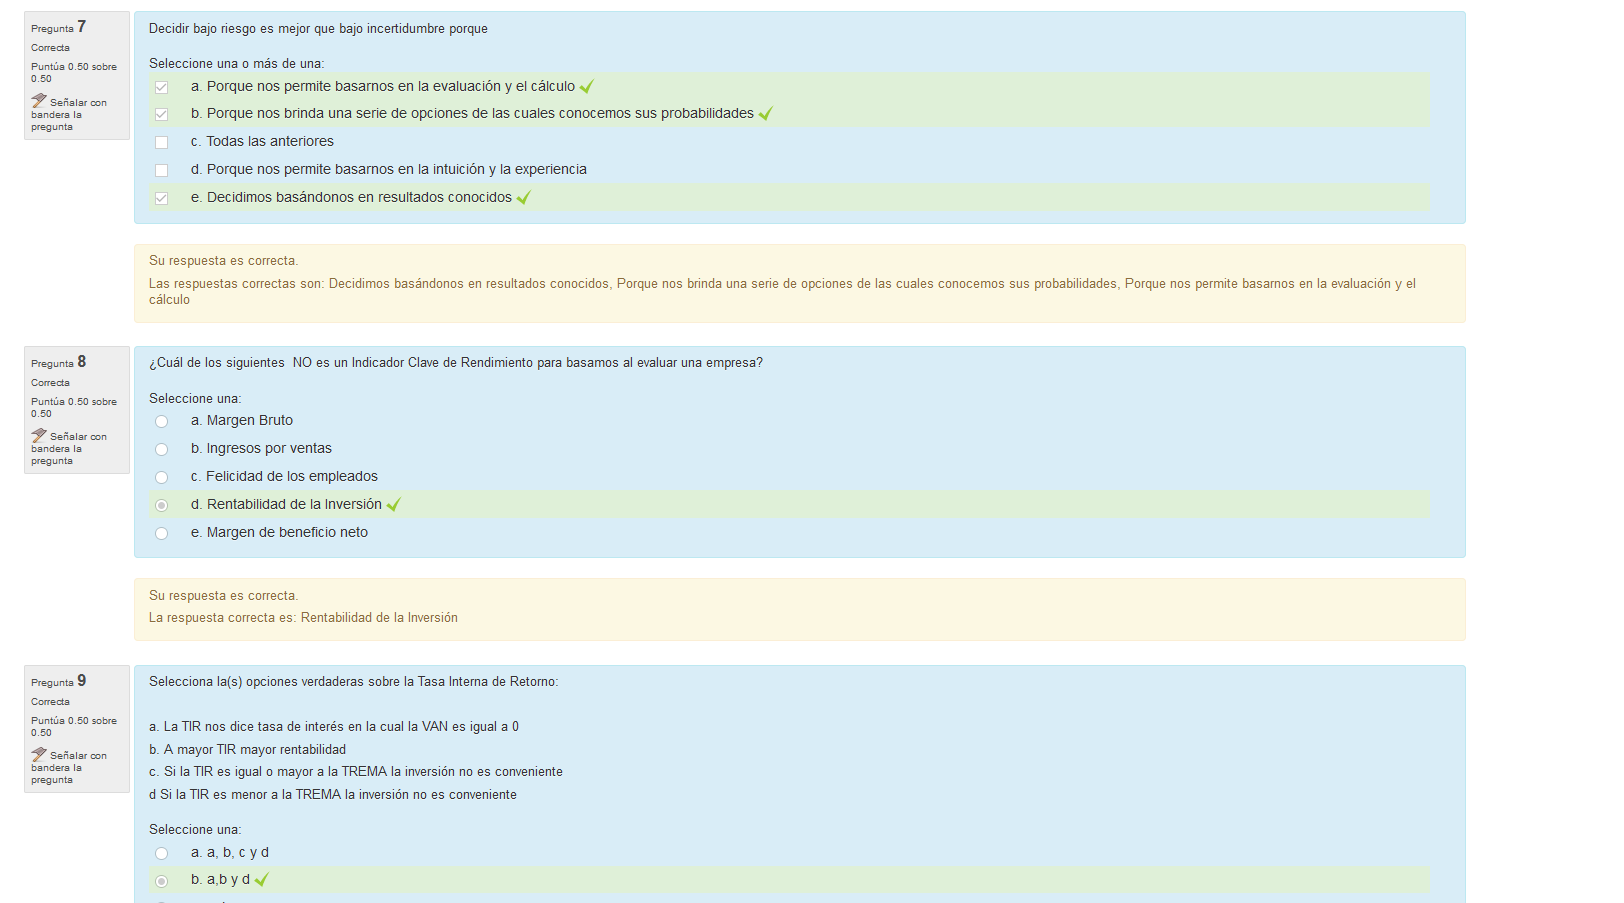 Pregunta 7
Correcta
Puntúa 0.50 sobre
0.50
Señalar con
bandera la
pregunta
Decidir bajo riesgo es mejor que bajo incertidumbre porque
Seleccione una o más de una:
a. Porque nos permite basarnos en la evaluación y el cálculo
b. Porque nos brinda una serie de opciones de las cuales conocemos sus probabilidades
c. Todas las anteriores
d. Porque nos permite basarnos en la intuición y la experiencia
e. Decidimos basándonos en resultados conocidos
Su respuesta es correcta.
Las respuestas correctas son: Decidimos basándonos en resultados conocidos, Porque nos brinda una serie de opciones de las cuales conocemos sus probabilidades, Porque nos permite basarnos en la evaluación y el
cálculo
Pregunta 8
Correcta
Puntúa 0.50 sobre
0.50
Señalar con
bandera la
pregunta
¿Cuál de los siguientes  NO es un Indicador Clave de Rendimiento para basamos al evaluar una empresa?
Seleccione una:
a. Margen Bruto
b. Ingresos por ventas
c. Felicidad de los empleados
d. Rentabilidad de la Inversión
e. Margen de beneficio neto
Su respuesta es correcta.
La respuesta correcta es: Rentabilidad de la Inversión
Pregunta 9
Correcta
Puntúa 0.50 sobre
0.50
Señalar con
bandera la
pregunta
Selecciona la(s) opciones verdaderas sobre la Tasa Interna de Retorno:
a. La TIR nos dice tasa de interés en la cual la VAN es igual a 0
b. A mayor TIR mayor rentabilidad
c. Si la TIR es igual o mayor a la TREMA la inversión no es conveniente
d Si la TIR es menor a la TREMA la inversión no es conveniente
Seleccione una:
a. a, b, c y d
b. a,b y d